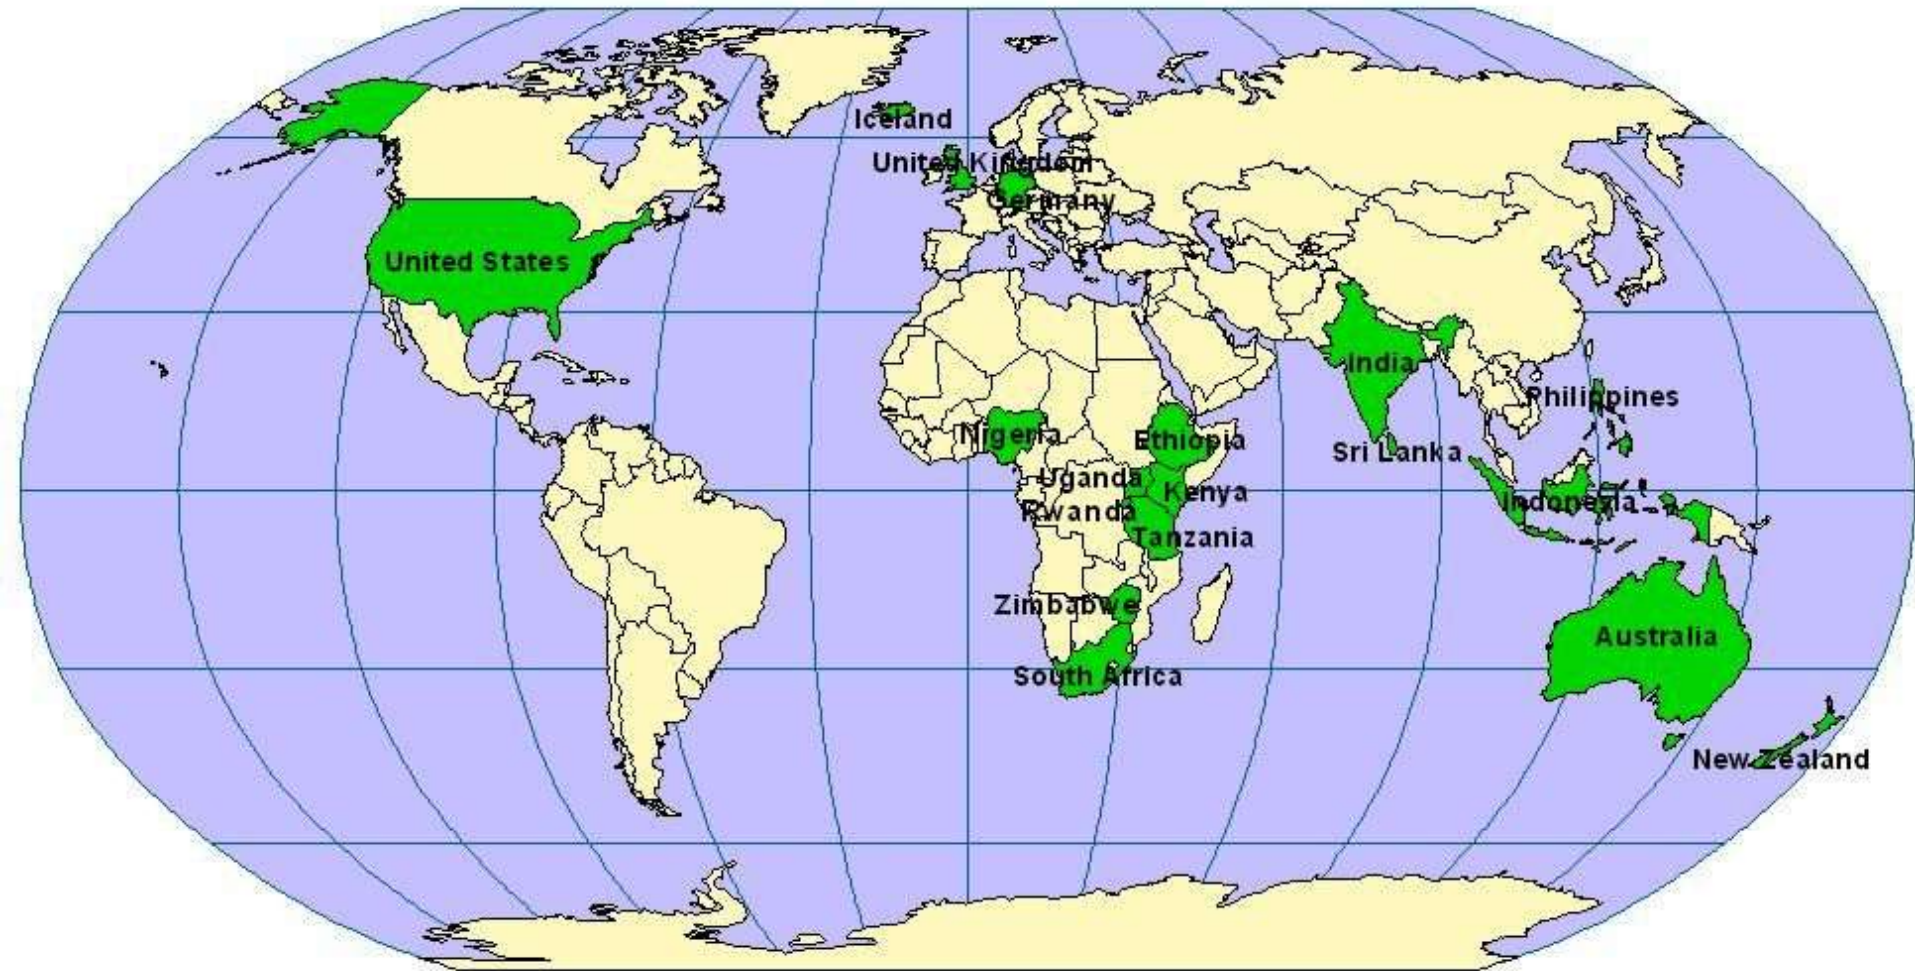 Iceland
United Kingdom
Germany
United States
India
Philippines
Nigeria
Ethiopia
Sri Lanka
Uganda
Kenya
Indonesia
Rwanda
Tanzania
Zimbabwe
Australia
South Africa
New Zealand